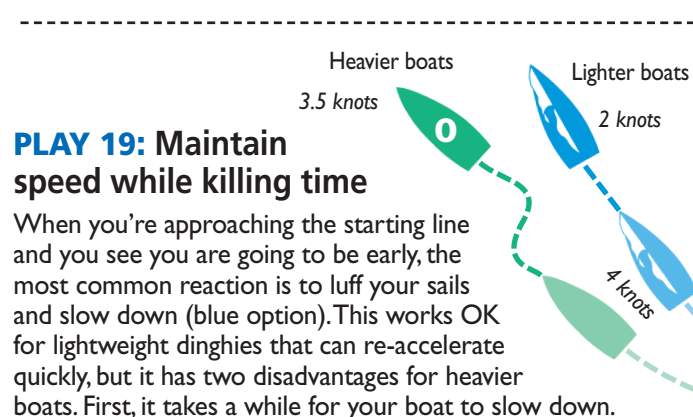 Heavier boats
3.5 knots
Lighter boats
2 knots
O
4 knots
PLAY 19: Maintain
speed while killing time
When you're approaching the starting line
and you see you are going to be early, the
most common reaction is to luff your sails
and slow down (blue option). This works OK
for lightweight dinghies that can re-accelerate
quickly, but it has two disadvantages for heavier
boats. First, it takes a while for your boat to slow down.